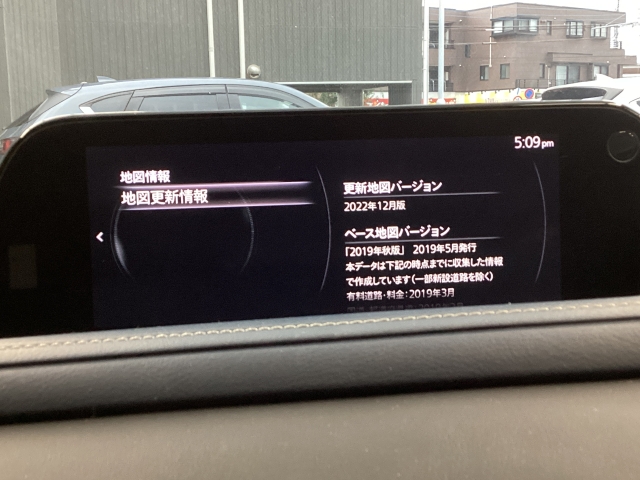 5:09 pm
地図情報
地図更新情報
更新地図バージョン
2022年12月版
ベース地図バージョン
「2019年秋版」 2019年5月発行
本データは下記の時点までに収集した情報
で作成しています(一部新設道路を除く)
有料道路・料金:2019年3月